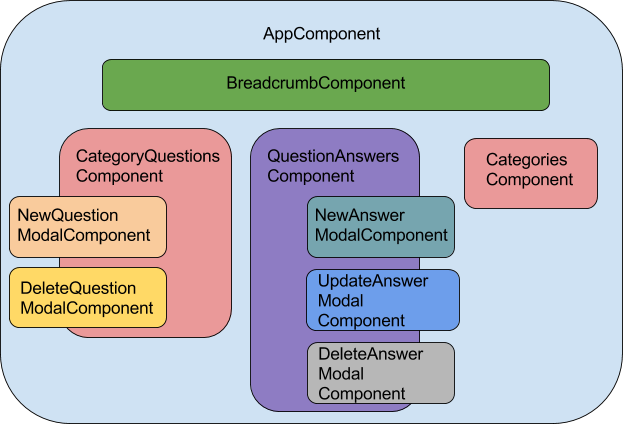 AppComponent
BreadcrumbComponent
CategoryQuestions
Component
NewQuestion
ModalComponent
DeleteQuestion
ModalComponent
QuestionAnswers
Component
NewAnswer
ModalComponent
UpdateAnswer
Modal
Component
DeleteAnswer
Modal
Component
Categories
Component